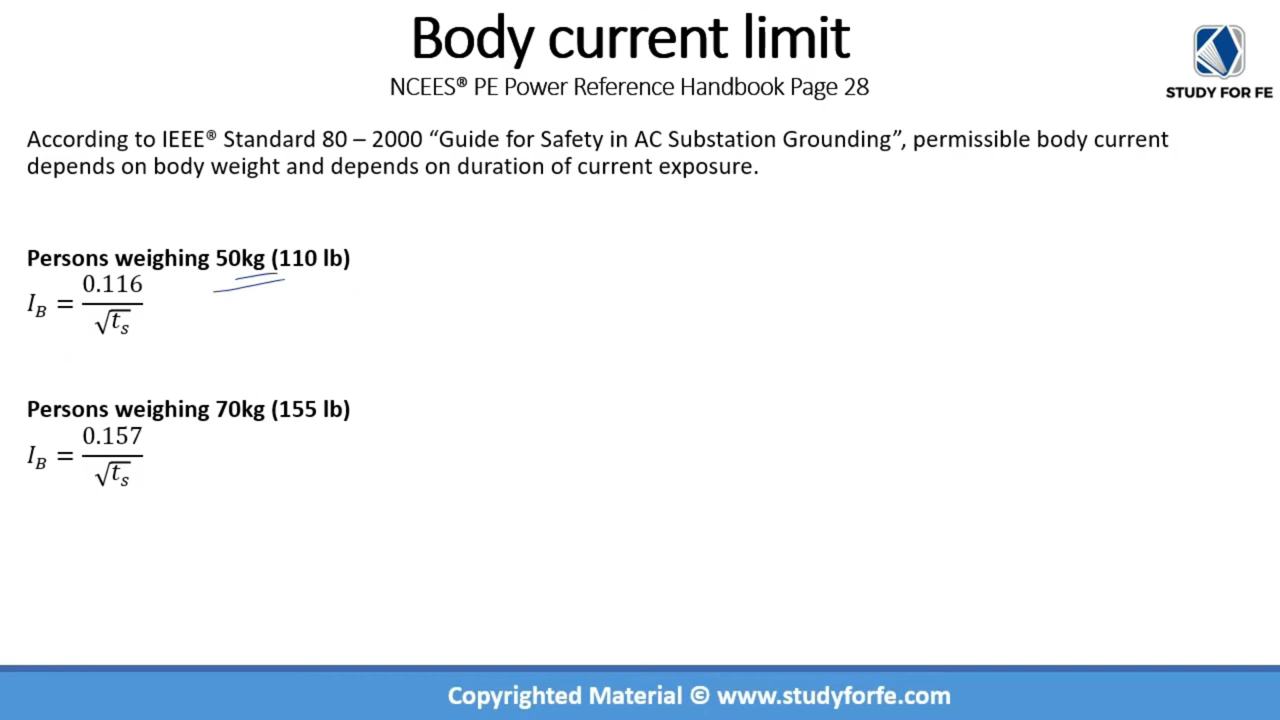 Body current limit
NCEES® PE Power Reference Handbook Page 28
STUDY FOR FE
According to IEEE® Standard 80 – 2000 “Guide for Safety in AC Substation Grounding”, permissible body current
depends on body weight and depends on duration of current exposure.
Persons weighing 50kg (110 lb)
I_B = 0.116 / √t_s
Persons weighing 70kg (155 lb)
I_B = 0.157 / √t_s
Copyrighted Material © www.studyforfe.com